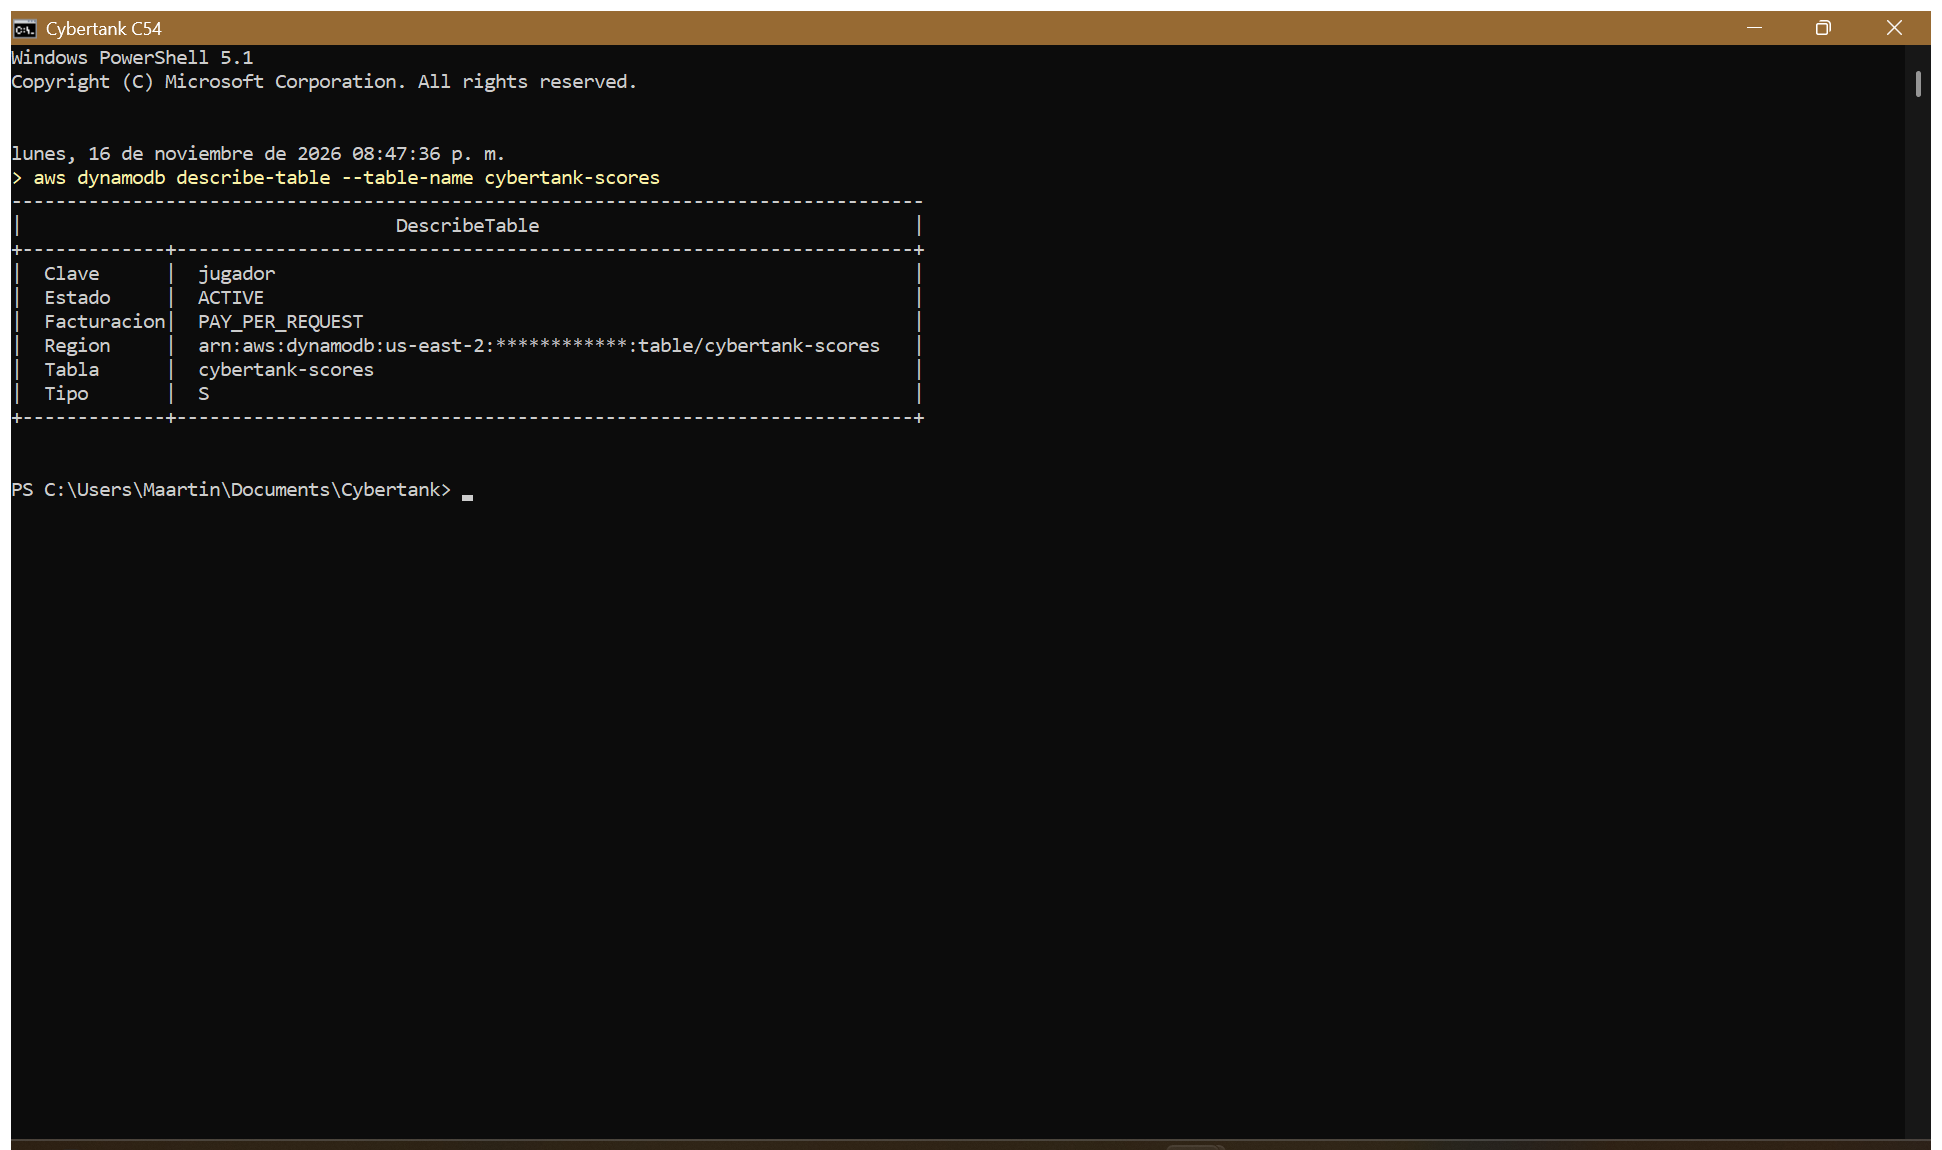 Cybertank C54
Windows PowerShell 5.1
Copyright (C) Microsoft Corporation. All rights reserved.
lunes, 16 de noviembre de 2026 08:47:36 p. m.
> aws dynamodb describe-table --table-name cybertank-scores
-----------------------------------------------------------------------------------
|                                  DescribeTable                                  |
+-------------+-------------------------------------------------------------------+
|  Clave      |  jugador                                                          |
|  Estado     |  ACTIVE                                                           |
|  Facturacion|  PAY_PER_REQUEST                                                  |
|  Region     |  arn:aws:dynamodb:us-east-2:************:table/cybertank-scores   |
|  Tabla      |  cybertank-scores                                                 |
|  Tipo       |  S                                                                |
+-------------+-------------------------------------------------------------------+
PS C:\Users\Maartin\Documents\Cybertank>